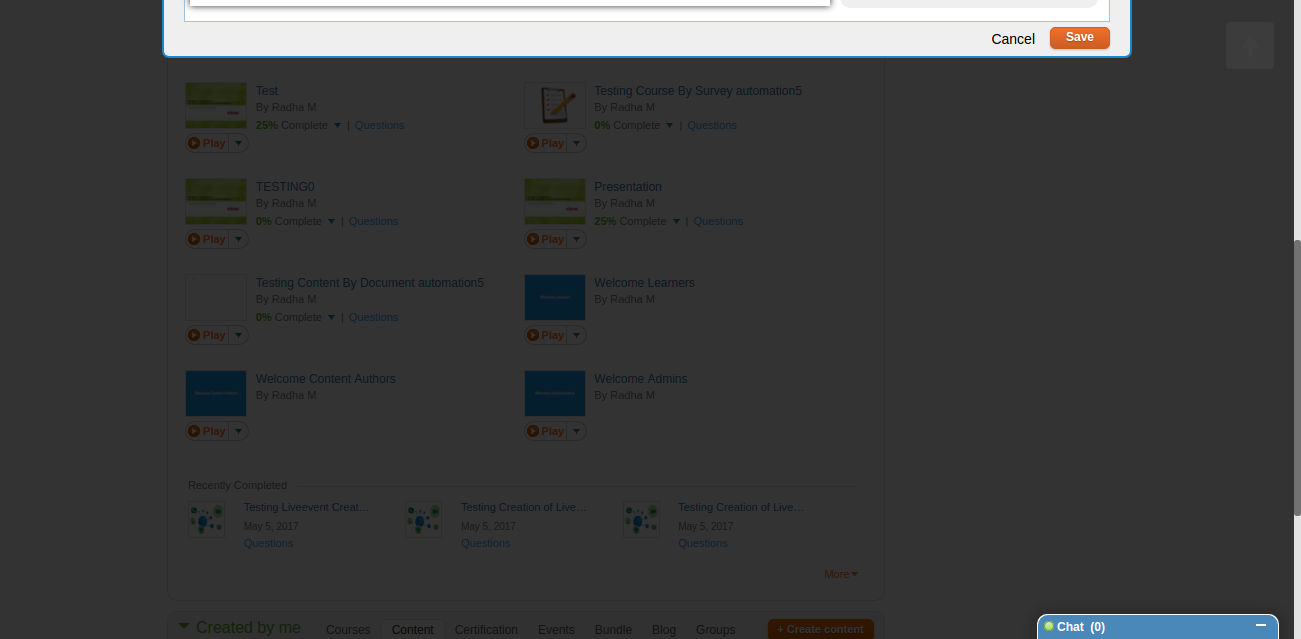 Cancel Save
Test
By Radha M
25% Complete | Questions
Play
Testing Course By Survey automation5
By Radha M
0% Complete | Questions
Play
TESTING0
By Radha M
0% Complete | Questions
Play
Presentation
By Radha M
25% Complete | Questions
Play
Testing Content By Document automation5
By Radha M
0% Complete | Questions
Play
Welcome Learners
By Radha M
Play
Welcome Content Authors
By Radha M
Play
Welcome Admins
By Radha M
Play
Recently Completed
Testing Liveevent Creat...
May 5, 2017
Questions
Testing Creation of Live...
May 5, 2017
Questions
Testing Creation of Live...
May 5, 2017
Questions
More
Created by me Courses Content Certification Events Bundle Blog Groups + Create content
Chat (0)